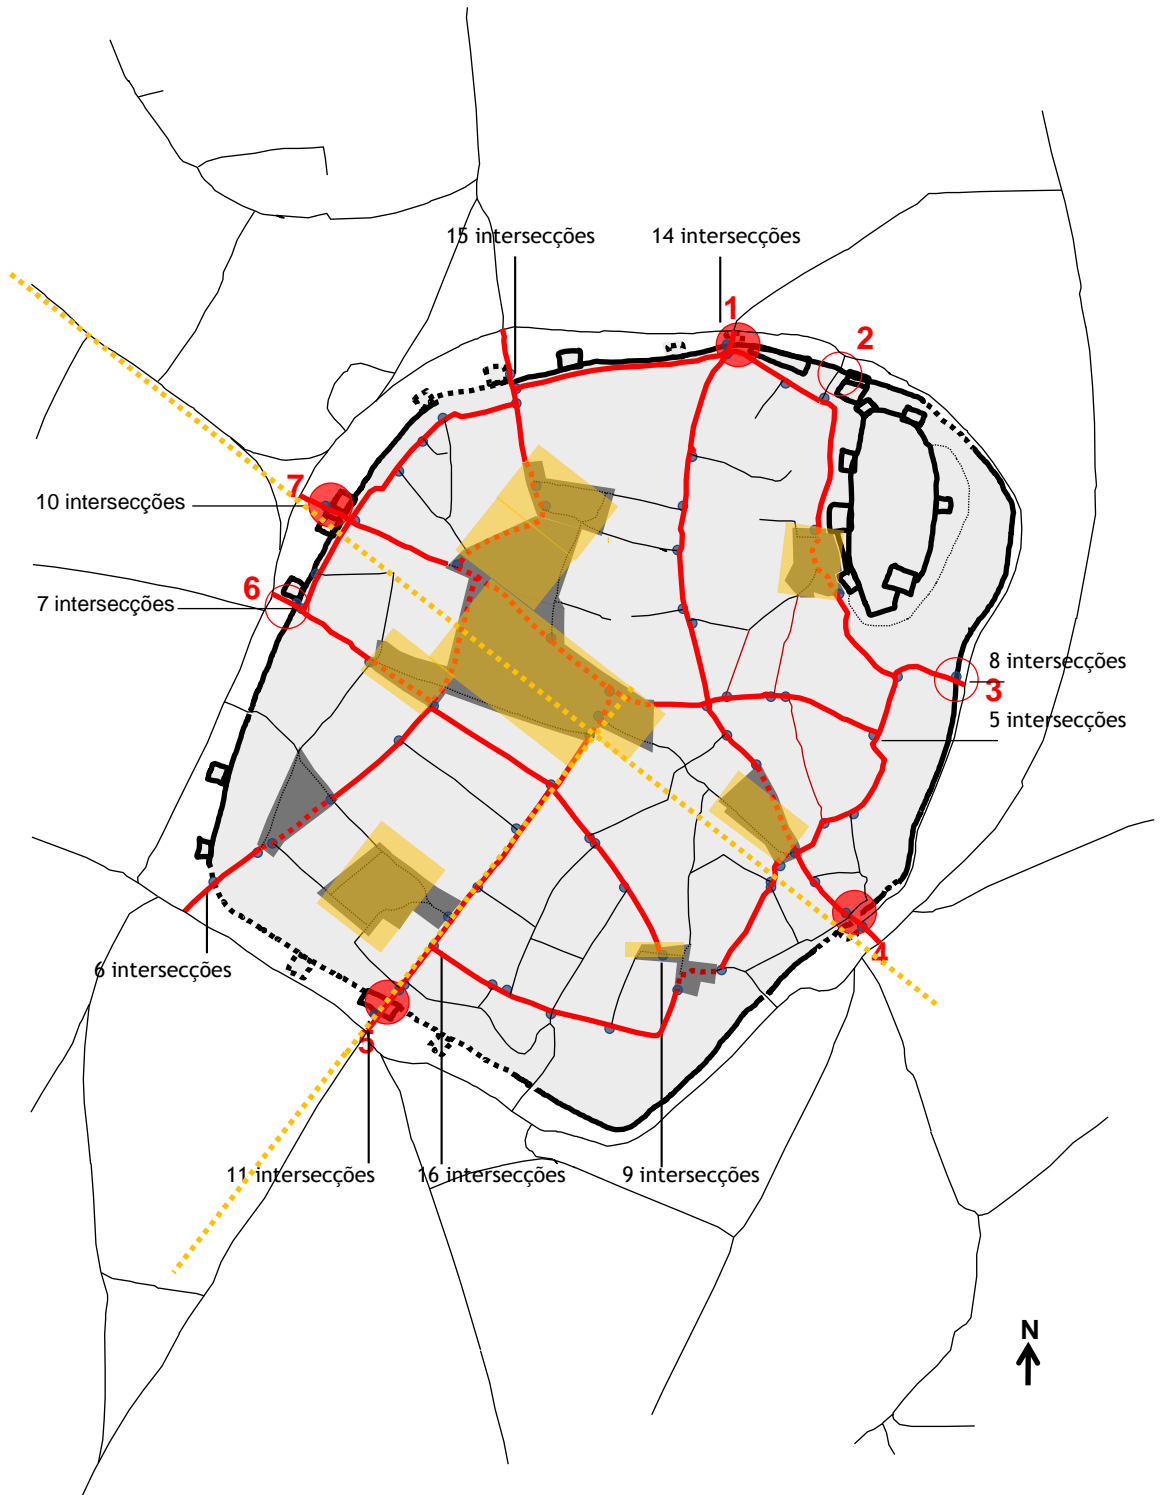 15 intersecções
14 intersecções
1
2
7
10 intersecções
6
7 intersecções
8 intersecções
3
5 intersecções
4
6 intersecções
5
11 intersecções
16 intersecções
9 intersecções
N